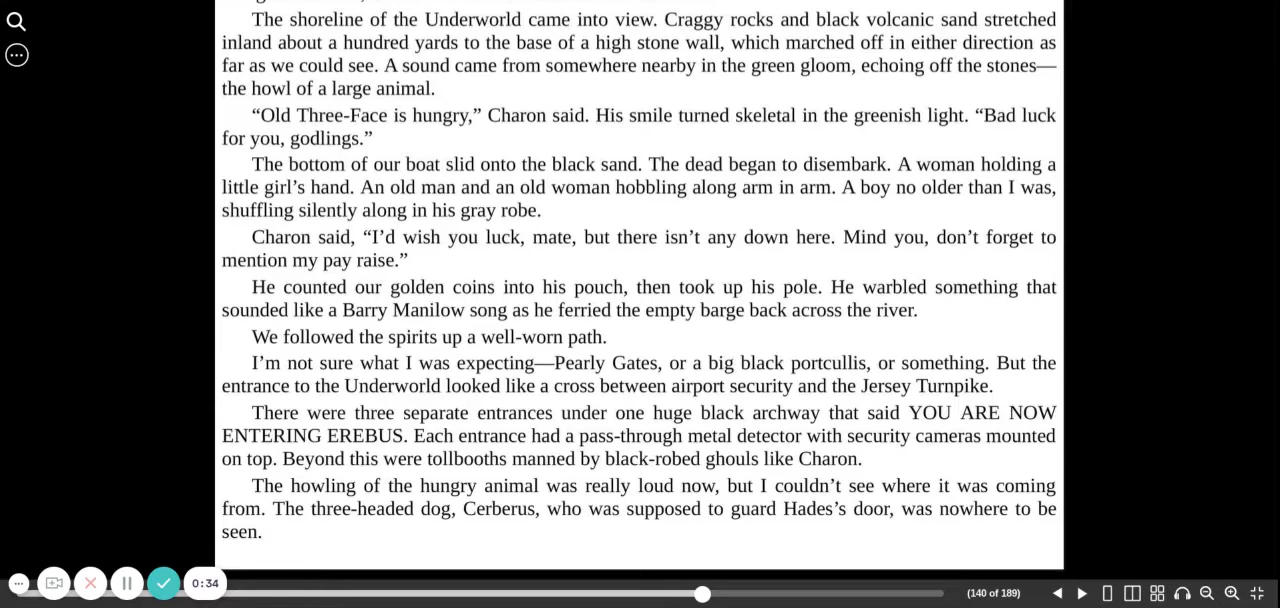 The shoreline of the Underworld came into view. Craggy rocks and black volcanic sand stretched
inland about a hundred yards to the base of a high stone wall, which marched off in either direction as
far as we could see. A sound came from somewhere nearby in the green gloom, echoing off the stones—
the howl of a large animal.
“Old Three-Face is hungry,” Charon said. His smile turned skeletal in the greenish light. “Bad luck
for you, godlings.”
The bottom of our boat slid onto the black sand. The dead began to disembark. A woman holding a
little girl’s hand. An old man and an old woman hobbling along arm in arm. A boy no older than I was,
shuffling silently along in his gray robe.
Charon said, “I’d wish you luck, mate, but there isn’t any down here. Mind you, don’t forget to
mention my pay raise.”
He counted our golden coins into his pouch, then took up his pole. He warbled something that
sounded like a Barry Manilow song as he ferried the empty barge back across the river.
We followed the spirits up a well-worn path.
I’m not sure what I was expecting—Pearly Gates, or a big black portcullis, or something. But the
entrance to the Underworld looked like a cross between airport security and the Jersey Turnpike.
There were three separate entrances under one huge black archway that said YOU ARE NOW
ENTERING EREBUS. Each entrance had a pass-through metal detector with security cameras mounted
on top. Beyond this were tollbooths manned by black-robed ghouls like Charon.
The howling of the hungry animal was really loud now, but I couldn’t see where it was coming
from. The three-headed dog, Cerberus, who was supposed to guard Hades’s door, was nowhere to be
seen.
0:34
(140 of 189)